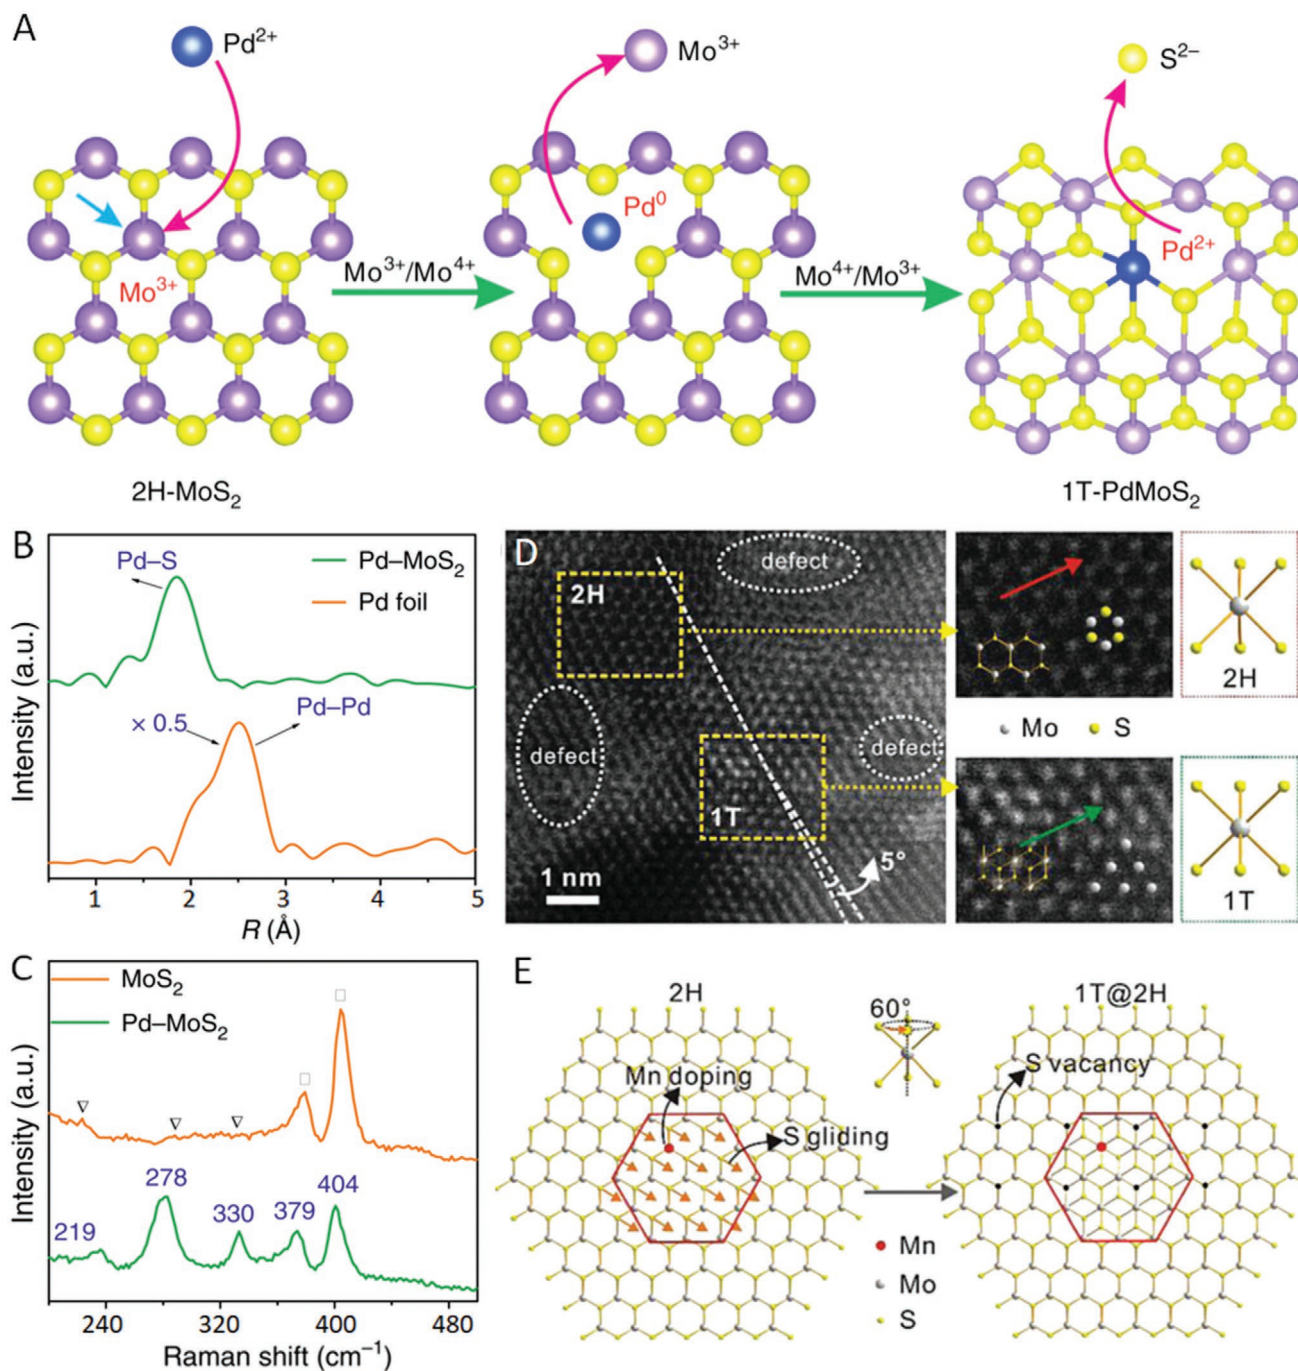 A
Pd²⁺
Mo³⁺
S²⁻
Mo³⁺
Mo³⁺/Mo⁴⁺
Pd⁰
Mo⁴⁺/Mo³⁺
Pd²⁺
2H-MoS₂
1T-PdMoS₂
B
Pd–S
Pd–MoS₂
Pd foil
× 0.5
Pd–Pd
Intensity (a.u.)
1 2 3 4 5
R (Å)
C
MoS₂
Pd–MoS₂
219
278
330
379
404
Intensity (a.u.)
240 320 400 480
Raman shift (cm⁻¹)
D
defect
2H
defect
defect
1T
5°
1 nm
2H
Mo S
1T
E
2H
60°
1T@2H
Mn doping
S gliding
S vacancy
Mn
Mo
S